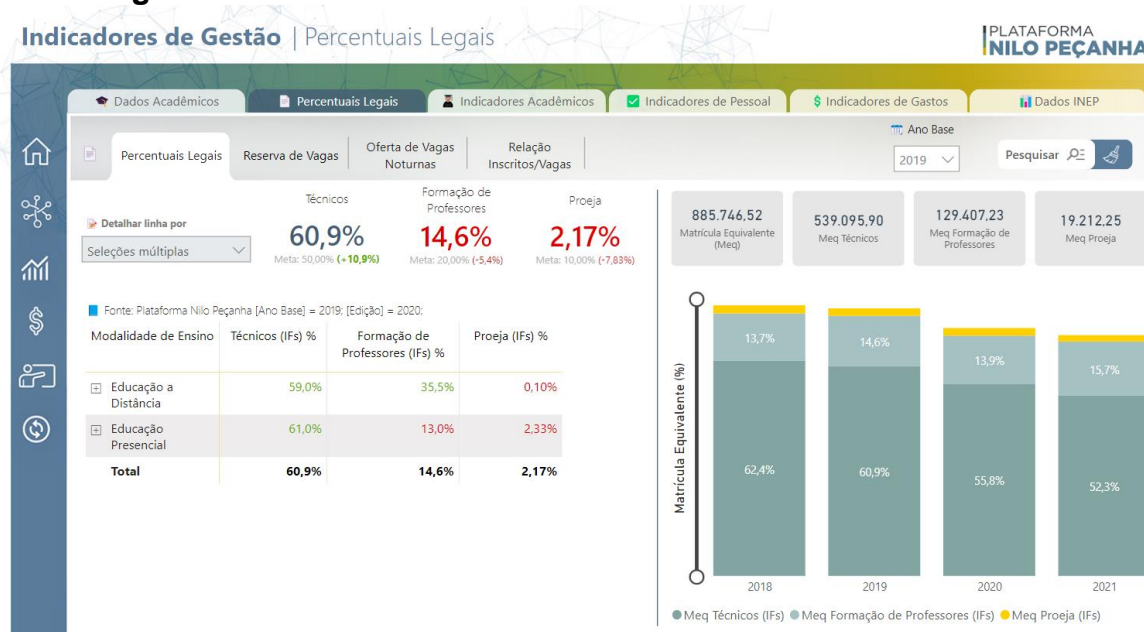 Indicadores de Gestão | Percentuais Legais
PLATAFORMA
NILO PEÇANHA
Dados Acadêmicos
Percentuais Legais
Indicadores Acadêmicos
Indicadores de Pessoal
$ Indicadores de Gastos
Dados INEP
Percentuais Legais
Reserva de Vagas
Oferta de Vagas
Noturnas
Relação
Inscritos/Vagas
Ano Base
2019
Pesquisar
Detalhar linha por
Seleções múltiplas
Técnicos
60,9%
Meta: 50,00% (+10,9%)
Formação de
Professores
14,6%
Meta: 20,00% (-5,4%)
Proeja
2,17%
Meta: 10,00% (-7,83%)
885.746,52
Matrícula Equivalente
(Meq)
539.095,90
Meq Técnicos
129.407,23
Meq Formação de
Professores
19.212,25
Meq Proeja
Fonte: Plataforma Nilo Peçanha [Ano Base] = 2019; [Edição] = 2020;
Modalidade de Ensino Técnicos (IFs) % Formação de
Professores (IFs) % Proeja (IFs) %
Educação a
Distância 59,0% 35,5% 0,10%
Educação
Presencial 61,0% 13,0% 2,33%
Total 60,9% 14,6% 2,17%
Matrícula Equivalente (%)
13,7% 14,6% 13,9% 15,7%
62,4% 60,9% 55,8% 52,3%
2018 2019 2020 2021
Meq Técnicos (IFs) Meq Formação de Professores (IFs) Meq Proeja (IFs)